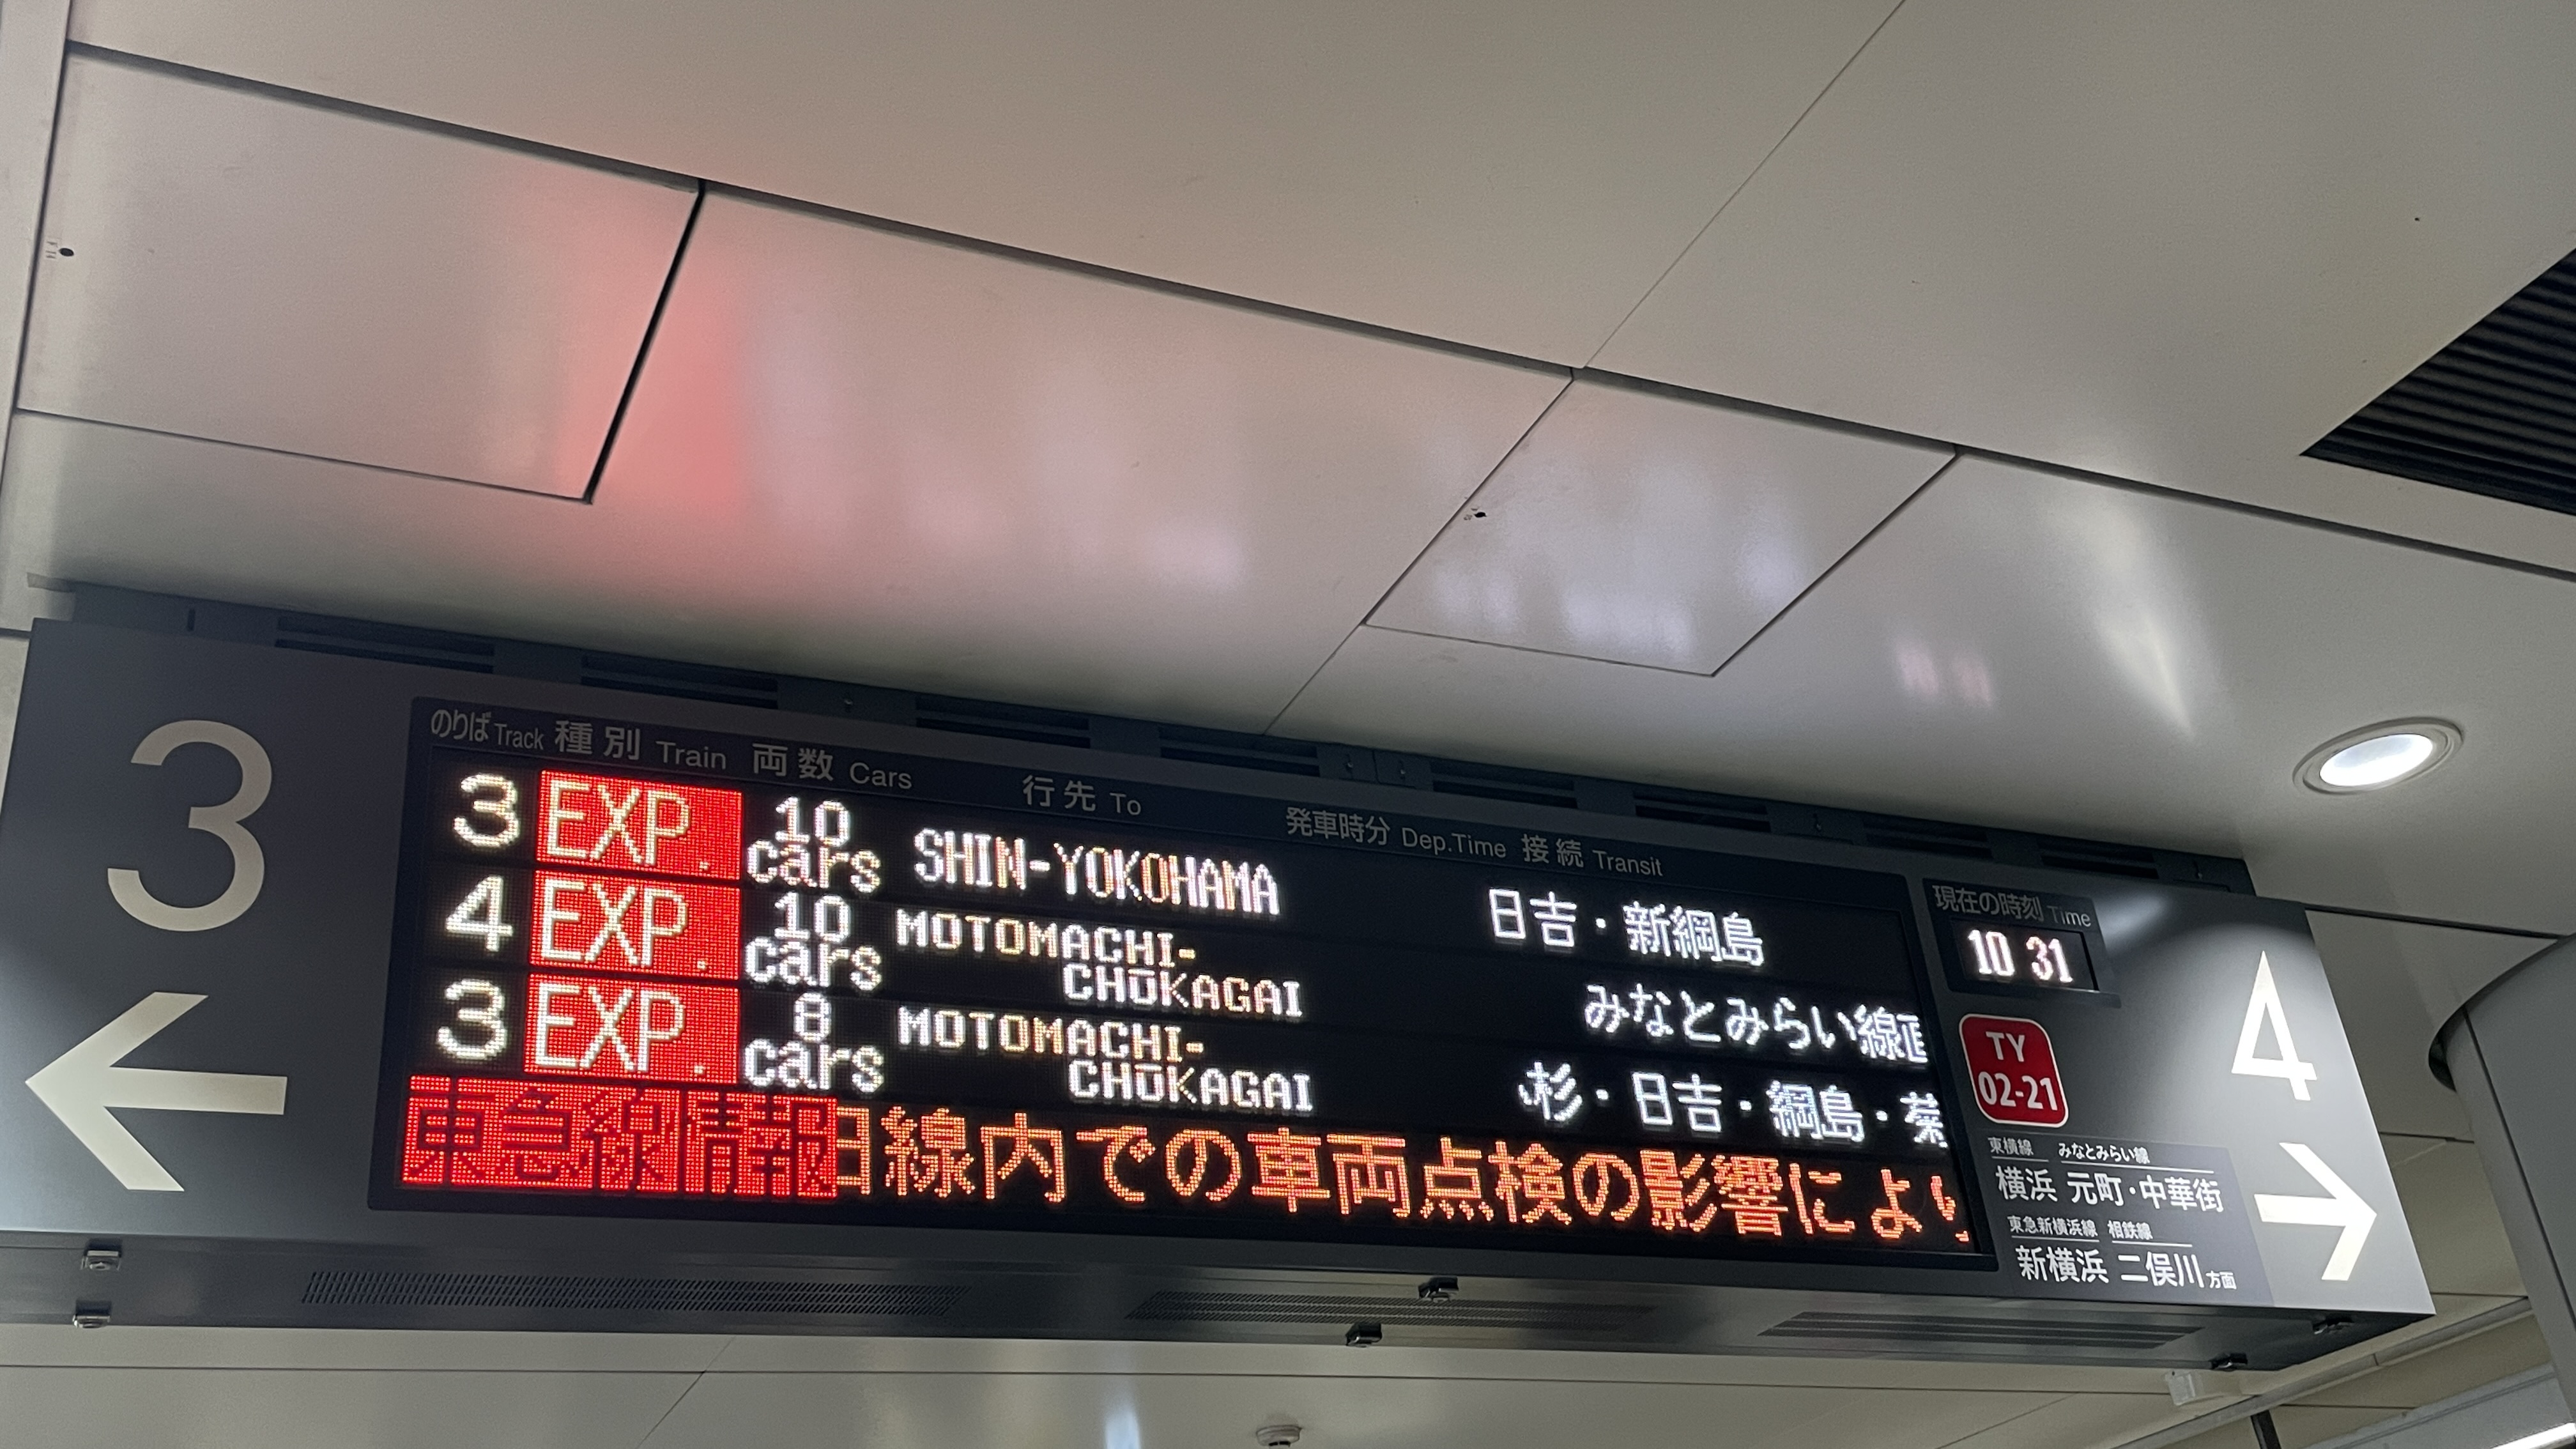 3
4
のりば Track 種別 Train 両数 Cars 行先 To 発車時分 Dep.Time 接続 Transit
3 EXP. 10 cars SHIN-YOKOHAMA 日吉・新綱島
4 EXP. 10 cars MOTOMACHI-CHŪKAGAI みなとみらい線
3 EXP. 8 cars MOTOMACHI-CHŪKAGAI 杉・日吉・綱島・菊
東急線情報 線内での車両点検の影響により
現在の時刻 Time
10 31
TY
02-21
東横線 みなとみらい線
横浜 元町・中華街
東急新横浜線 相鉄線
新横浜 二俣川方面